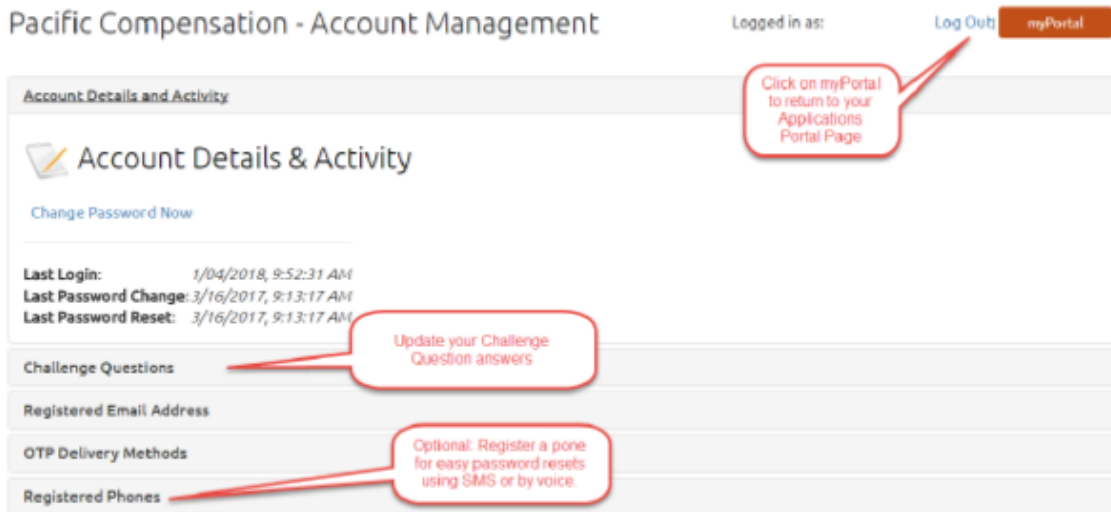 Pacific Compensation - Account Management
Logged in as:
Log Out
myPortal
Click on myPortal
to return to your
Applications
Portal Page
Account Details and Activity
Account Details & Activity
Change Password Now
Last Login: 1/04/2018, 9:52:31 AM
Last Password Change: 3/16/2017, 9:13:17 AM
Last Password Reset: 3/16/2017, 9:13:17 AM
Update your Challenge
Question answers
Challenge Questions
Registered Email Address
OTP Delivery Methods
Optional: Register a pone
for easy password resets
using SMS or by voice.
Registered Phones